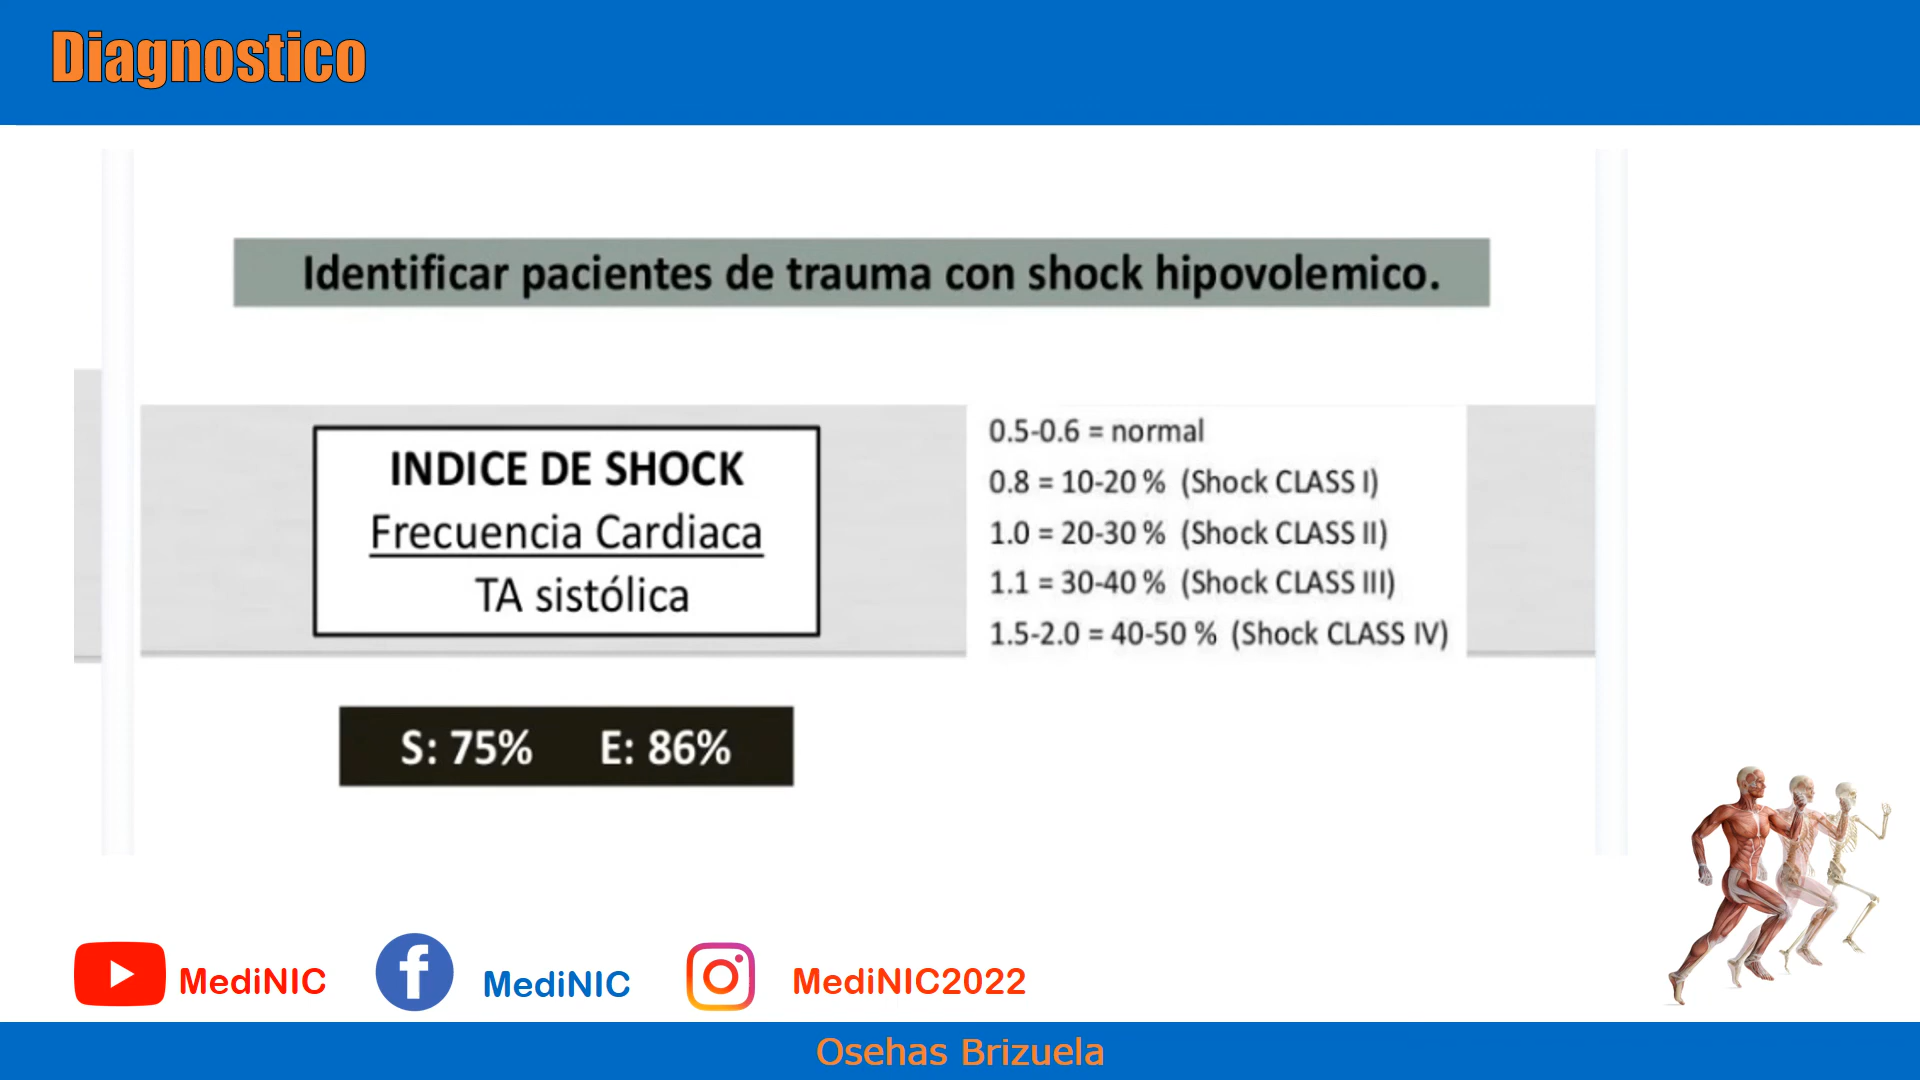 Diagnostico
Identificar pacientes de trauma con shock hipovolemico.
INDICE DE SHOCK
Frecuencia Cardiaca
TA sistólica
0.5-0.6 = normal
0.8 = 10-20 % (Shock CLASS I)
1.0 = 20-30 % (Shock CLASS II)
1.1 = 30-40 % (Shock CLASS III)
1.5-2.0 = 40-50 % (Shock CLASS IV)
S: 75% E: 86%
MediNIC
MediNIC
MediNIC2022
Osehas Brizuela